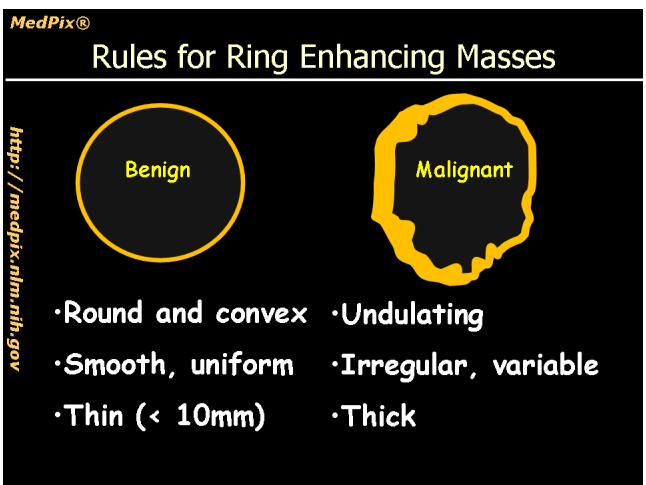 MedPix®
Rules for Ring Enhancing Masses
http://medpix.nlm.nih.gov
Benign
Malignant
•Round and convex
•Smooth, uniform
•Thin (< 10mm)
•Undulating
•Irregular, variable
•Thick